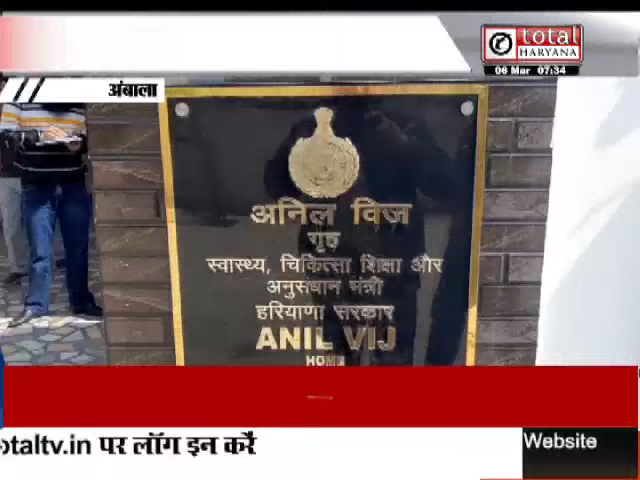 total
HARYANA
06 Mar 07:34
अंबाला
अनिल विज
गृह
स्वास्थ्य, चिकित्सा शिक्षा और
अनुसंधान मंत्री
हरियाणा सरकार
ANIL VIJ
HOME
otaltv.in पर लॉग इन करें
Website